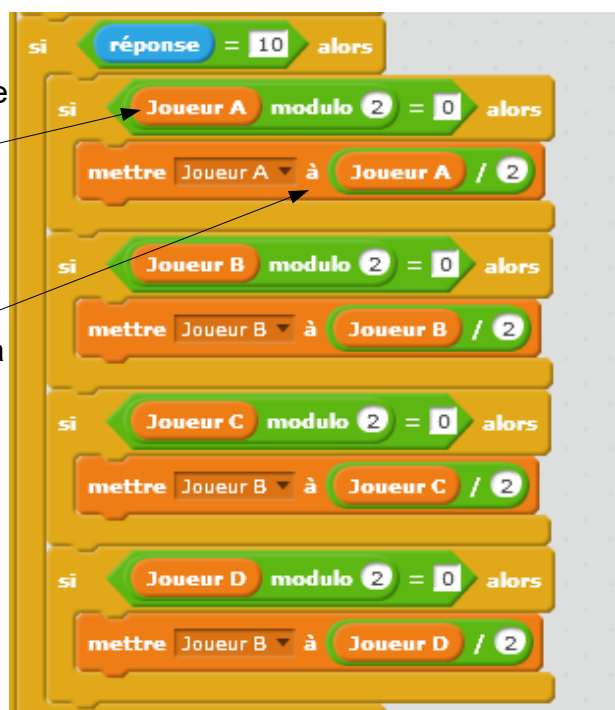 si réponse = 10 alors
e
si Joueur A modulo 2 = 0 alors
mettre Joueur A à Joueur A / 2
si Joueur B modulo 2 = 0 alors
mettre Joueur B à Joueur B / 2
a
si Joueur C modulo 2 = 0 alors
mettre Joueur B à Joueur C / 2
si Joueur D modulo 2 = 0 alors
mettre Joueur B à Joueur D / 2